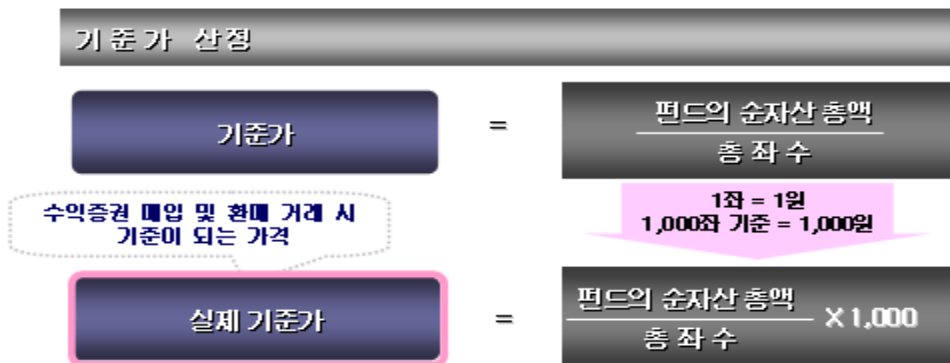 기준가 산정
기준가
=
펀드의 순자산 총액
총 좌 수
수익증권 매입 및 환매 거래 시
기준이 되는 가격
1좌 = 1원
1,000좌 기준 = 1,000원
실제 기준가
=
펀드의 순자산 총액
총 좌 수
X 1,000